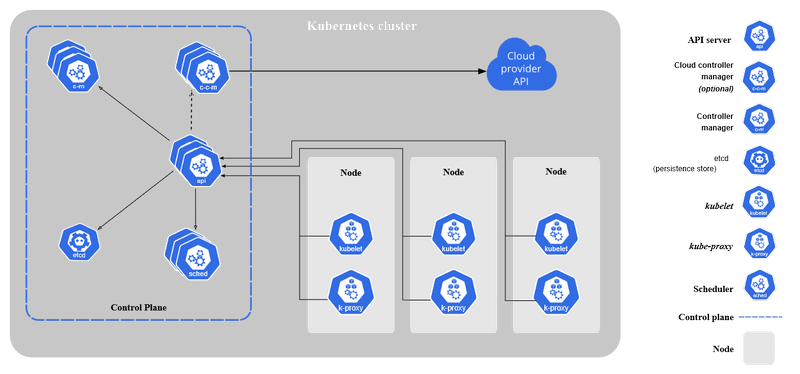 Kubernetes cluster
c-m
c-c-m
Cloud
provider
API
api
etcd
sched
Control Plane
Node
kubelet
k-proxy
Node
kubelet
k-proxy
Node
kubelet
k-proxy
API server
api
Cloud controller
manager
(optional)
c-c-m
Controller
manager
c-m
etcd
(persistence store)
etcd
kubelet
kubelet
kube-proxy
k-proxy
Scheduler
sched
Control plane
Node